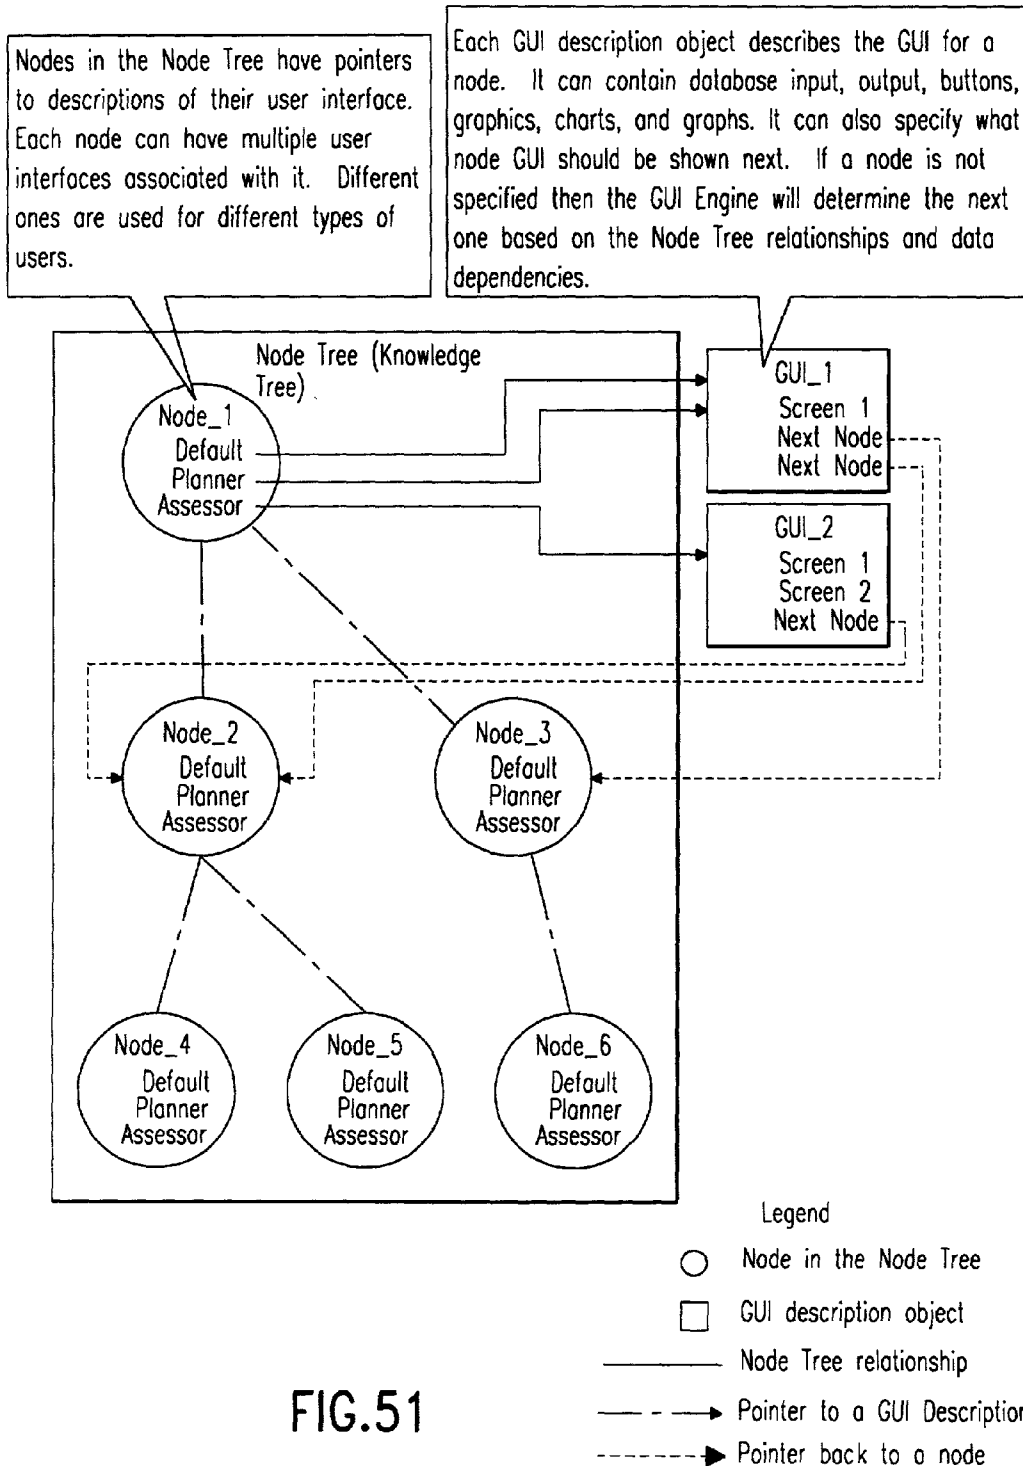 Nodes in the Node Tree have pointers
to descriptions of their user interface.
Each node can have multiple user
interfaces associated with it. Different
ones are used for different types of
users.
Each GUI description object describes the GUI for a
node. It can contain database input, output, buttons,
graphics, charts, and graphs. It can also specify what
node GUI should be shown next. If a node is not
specified then the GUI Engine will determine the next
one based on the Node Tree relationships and data
dependencies.
Node Tree (Knowledge
Tree)
Node_1
Default
Planner
Assessor
GUI_1
Screen 1
Next Node
Next Node
GUI_2
Screen 1
Screen 2
Next Node
Node_2
Default
Planner
Assessor
Node_3
Default
Planner
Assessor
Node_4
Default
Planner
Assessor
Node_5
Default
Planner
Assessor
Node_6
Default
Planner
Assessor
Legend
Node in the Node Tree
GUI description object
Node Tree relationship
Pointer to a GUI Description
Pointer back to a node
FIG.51